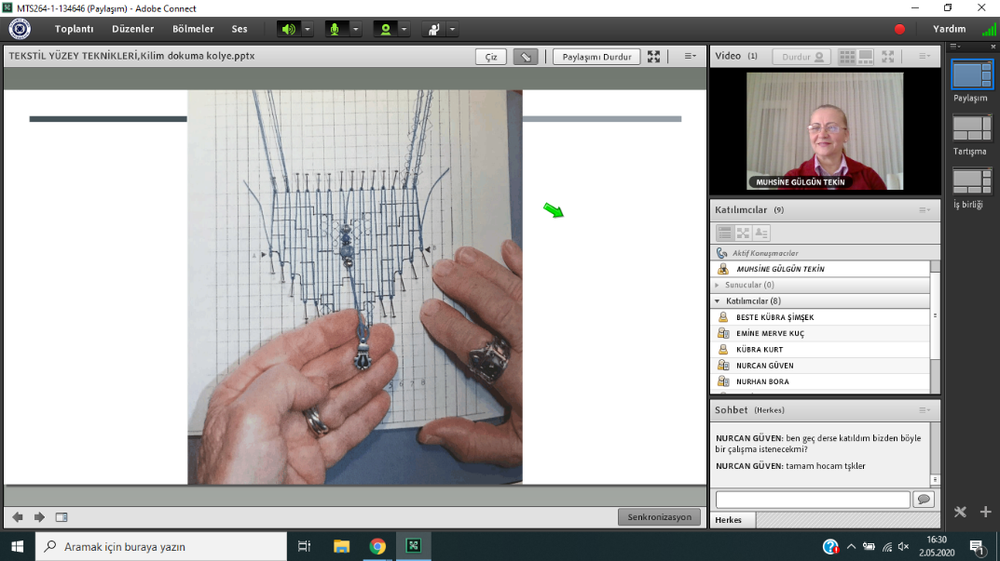 MTS264-1-134646 (Paylaşım) - Adobe Connect
Toplantı Düzenler Bölmeler Ses Yardım
TEKSTİL YÜZEY TEKNİKLERİ,Kilim dokuma kolye.pptx
Çiz
Paylaşımı Durdur
A
B
5 6 7 8
Senkronizasyon
Video (1)
Durdur
MUHSİNE GÜLGÜN TEKİN
Katılımcılar (9)
Aktif Konuşmacılar
MUHSİNE GÜLGÜN TEKİN
Sunucular (0)
Katılımcılar (8)
BESTE KÜBRA ŞİMŞEK
EMİNE MERVE KUÇ
KÜBRA KURT
NURCAN GÜVEN
NURHAN BORA
Sohbet (Herkes)
NURCAN GÜVEN: ben geç derse katıldım bizden böyle
bir çalışma istenecekmi?
NURCAN GÜVEN: tamam hocam tşkler
Herkes
Paylaşım
Tartışma
İş birliği
Aramak için buraya yazın
16:30
2.05.2020
1